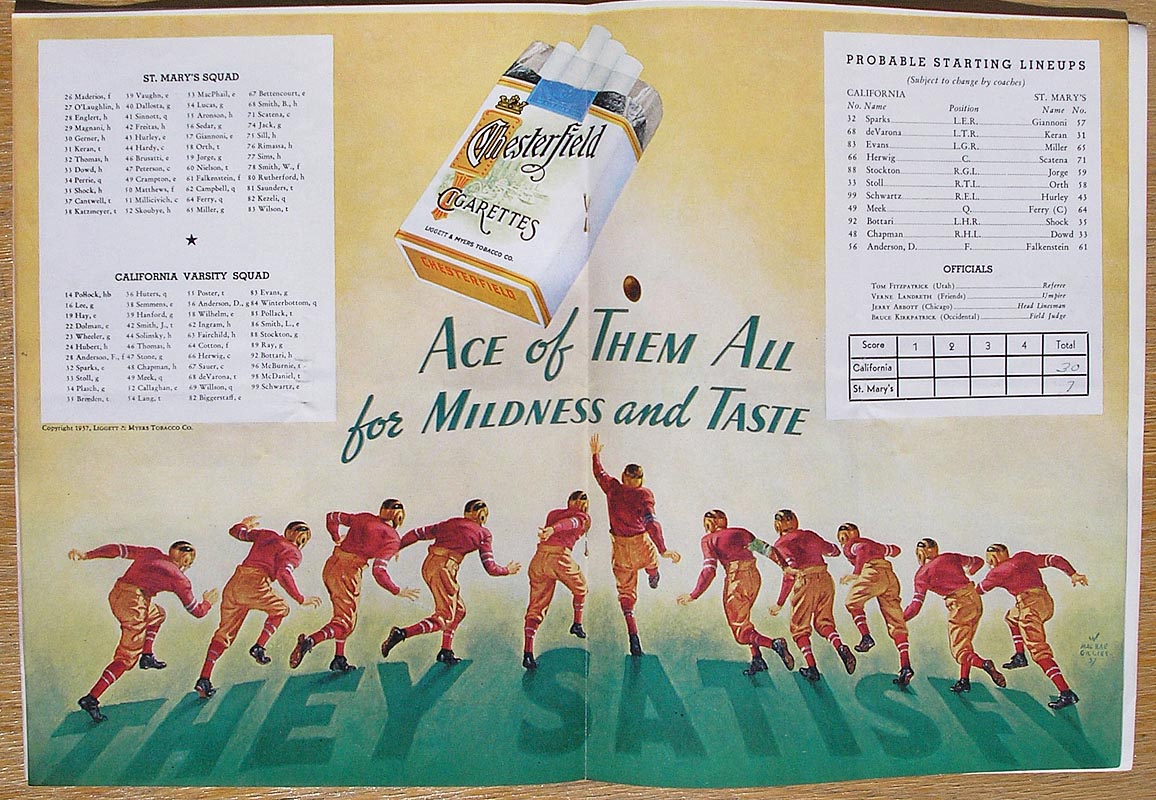 ST. MARY'S SQUAD
26 Maderios, f
27 O'Laughlin, h
28 Englert, h
29 Magnani, h
30 Gerner, h
31 Keran, t
32 Thomas, h
33 Dowd, h
34 Perrie, q
35 Shock, h
37 Cantwell, t
38 Katzmeyer, t
39 Vaughn, e
40 Dallosta, g
41 Sinnott, q
42 Freitas, h
43 Hurley, e
44 Hardy, c
46 Brusatti, e
47 Peterson, c
49 Crampton, e
50 Matthews, f
51 Millicivich, c
52 Skoubye, h
53 MacPhail, e
54 Lucas, g
55 Aronson, h
56 Sedar, g
57 Giannoni, e
58 Orth, t
59 Jorge, g
60 Nielson, t
61 Falkenstein, f
62 Campbell, q
64 Ferry, q
65 Miller, g
67 Bettencourt, e
68 Smith, B., h
71 Scatena, c
74 Jack, g
75 Sill, h
76 Rimassa, h
77 Sims, h
78 Smith, W., f
80 Rutherford, h
81 Saunders, t
82 Kezeli, q
83 Wilson, t
CALIFORNIA VARSITY SQUAD
14 Pollock, hb
16 Lee, g
19 Hay, e
22 Dolman, e
23 Wheeler, g
24 Hubert, h
28 Anderson, F., f
32 Sparks, e
33 Stoll, g
34 Plaisch, g
35 Breeden, t
36 Huters, q
38 Semmens, e
39 Hanford, g
42 Smith, J., t
44 Solinsky, h
46 Thomas, h
47 Stone, g
48 Chapman, h
49 Meek, q
52 Callaghan, e
54 Lang, t
55 Poster, t
56 Anderson, D., g
58 Wilhelm, e
62 Ingram, h
63 Fairchild, h
64 Cotton, f
66 Herwig, c
67 Sauer, c
68 deVarona, t
69 Willson, q
82 Biggerstaff, e
83 Evans, g
84 Winterbottom, q
85 Pollack, t
86 Smith, L., e
88 Stockton, g
89 Ray, g
92 Bottari, h
96 McBurnie, t
98 McDaniel, t
99 Schwartz, e
Copyright 1937, LIGGETT & MYERS TOBACCO CO.
Chesterfield
CIGARETTES
LIGGETT & MYERS TOBACCO CO.
CHESTERFIELD
ACE of THEM ALL
for MILDNESS and TASTE
PROBABLE STARTING LINEUPS
(Subject to change by coaches)
CALIFORNIA ST. MARY'S
No. Name Position Name No.
32 Sparks L.E.R. Giannoni 57
68 deVarona L.T.R. Keran 31
83 Evans L.G.R. Miller 65
66 Herwig C. Scatena 71
88 Stockton R.G.L. Jorge 59
33 Stoll R.T.L. Orth 58
99 Schwartz R.E.L. Hurley 43
49 Meek Q. Ferry (C) 64
92 Bottari L.H.R. Shock 35
48 Chapman R.H.L. Dowd 33
56 Anderson, D. F. Falkenstein 61
OFFICIALS
TOM FITZPATRICK (Utah) Referee
VERNE LANDRETH (Friends) Umpire
JERRY ABBOTT (Chicago) Head Linesman
BRUCE KIRKPATRICK (Occidental) Field Judge
Score 1 2 3 4 Total
California 30
St. Mary's 7
THEY SATISFY